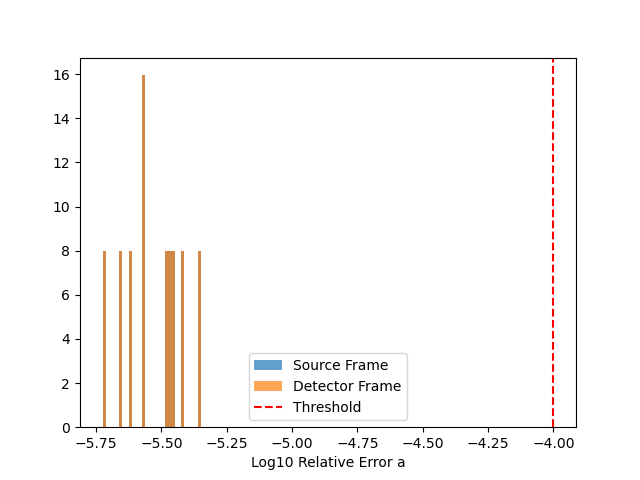 16
14
12
10
8
6
4
2
0
Source Frame
Detector Frame
Threshold
−5.75 −5.50 −5.25 −5.00 −4.75 −4.50 −4.25 −4.00
Log10 Relative Error a